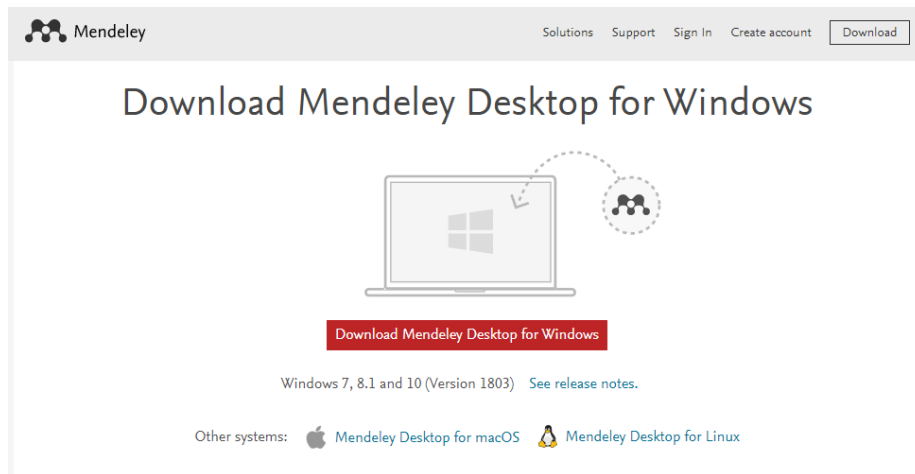 Mendeley
Solutions Support Sign In Create account Download
Download Mendeley Desktop for Windows
Download Mendeley Desktop for Windows
Windows 7, 8.1 and 10 (Version 1803) See release notes.
Other systems: Mendeley Desktop for macOS Mendeley Desktop for Linux